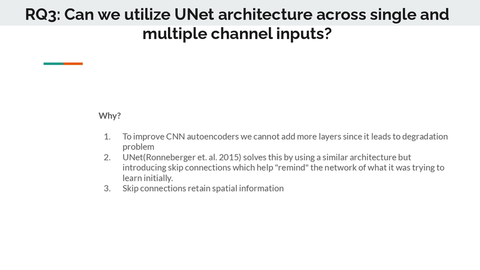 RQ3: Can we utilize UNet architecture across single and
multiple channel inputs?
Why?
1. To improve CNN autoencoders we cannot add more layers since it leads to degradation
problem
2. UNet(Ronneberger et. al. 2015) solves this by using a similar architecture but
introducing skip connections which help "remind" the network of what it was trying to
learn initially.
3. Skip connections retain spatial information